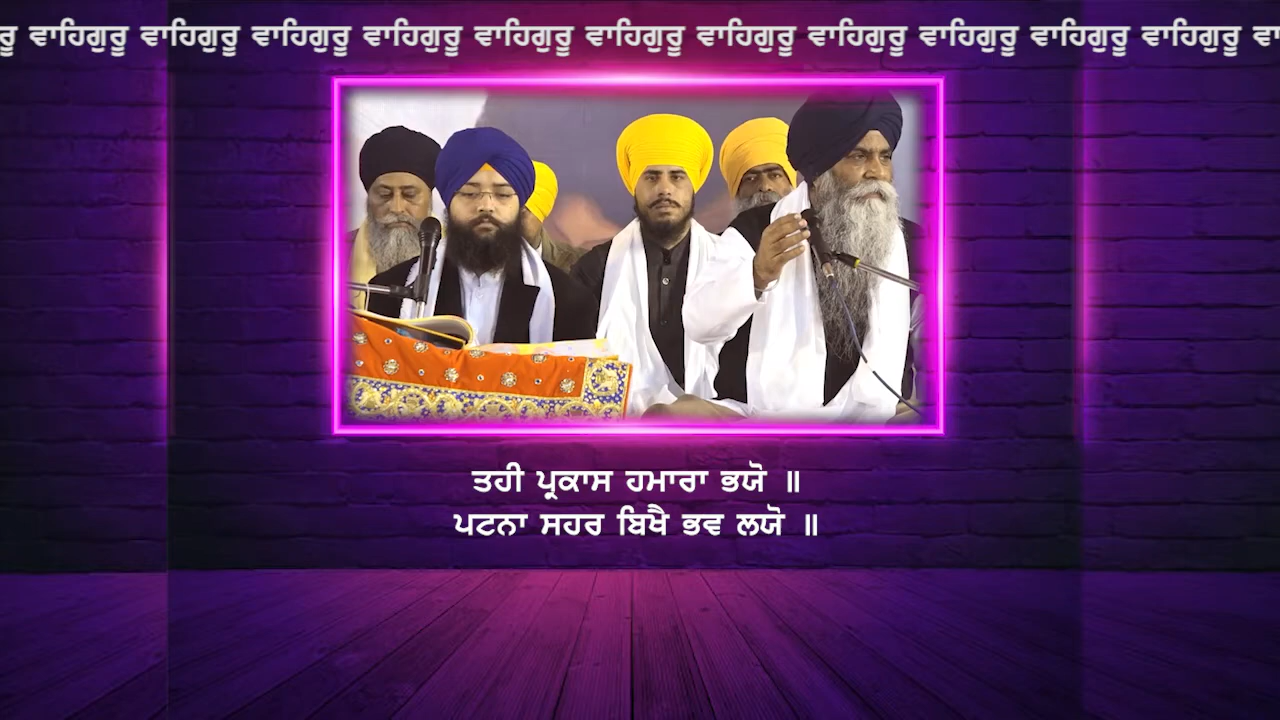 ਵਾਹਿਗੁਰੂ ਵਾਹਿਗੁਰੂ ਵਾਹਿਗੁਰੂ ਵਾਹਿਗੁਰੂ ਵਾਹਿਗੁਰੂ ਵਾਹਿਗੁਰੂ ਵਾਹਿਗੁਰੂ ਵਾਹਿਗੁਰੂ ਵਾਹਿਗੁਰੂ ਵਾਹਿਗੁਰੂ ਵਾਹਿਗੁਰੂ
ਤਹੀ ਪ੍ਰਕਾਸ ਹਮਾਰਾ ਭਯੋ ॥
ਪਟਨਾ ਸਹਰ ਬਿਖੈ ਭਵ ਲਯੋ ॥